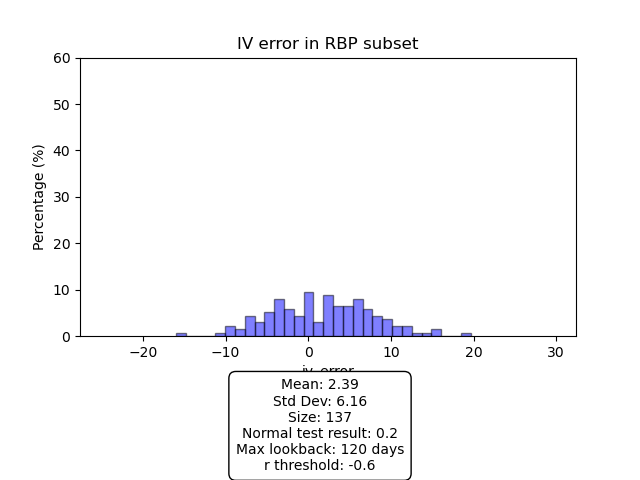 IV error in RBP subset
60
50
40
30
20
10
0
Percentage (%)
−20
−10
0
10
20
30
iv_error
Mean: 2.39
Std Dev: 6.16
Size: 137
Normal test result: 0.2
Max lookback: 120 days
r threshold: -0.6